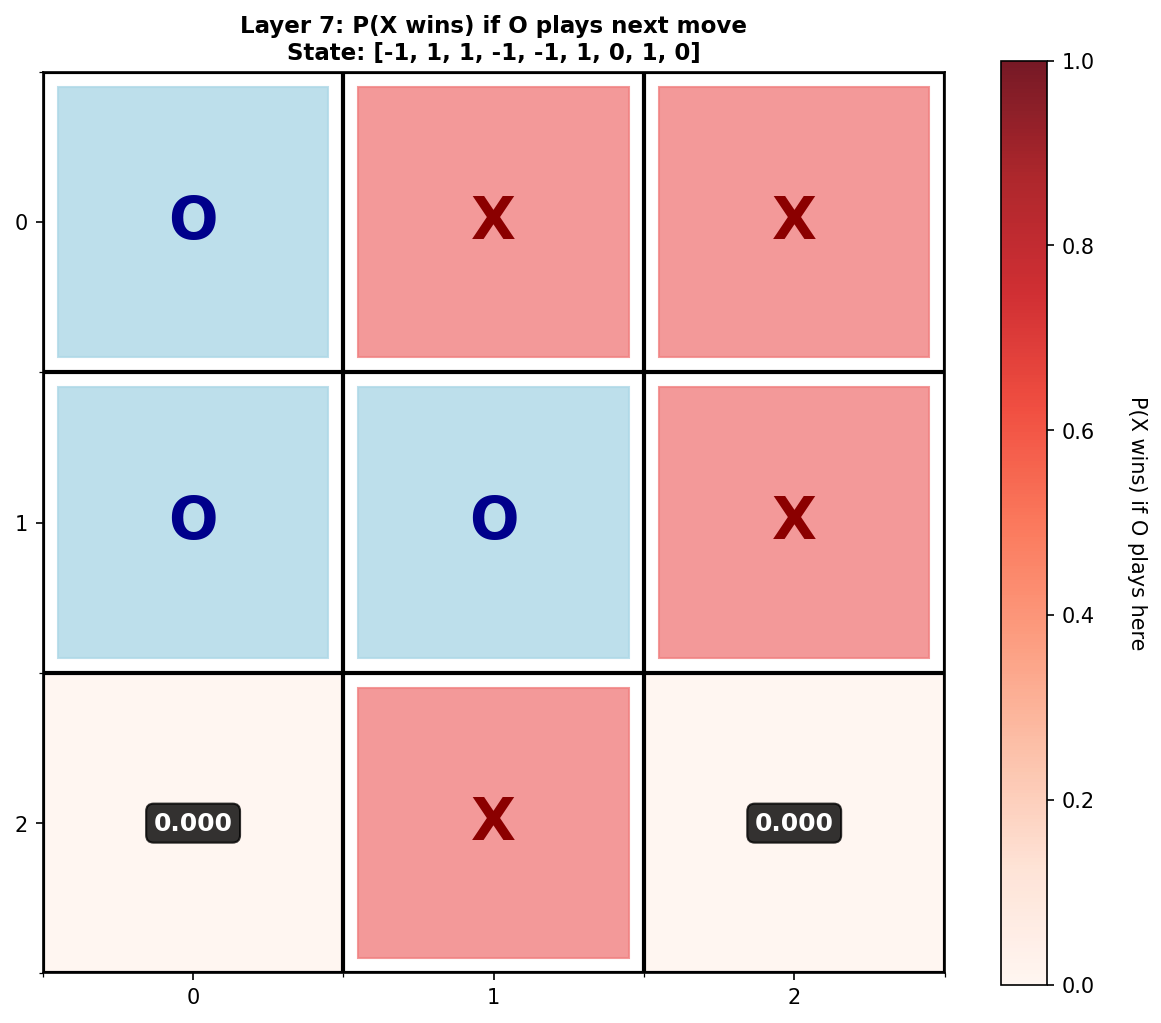 Layer 7: P(X wins) if O plays next move
State: [-1, 1, 1, -1, -1, 1, 0, 1, 0]
1.0
0.8
0.6
0.4
0.2
0.0
P(X wins) if O plays here
0
O X X
1
O O X
2
0.000 X 0.000
0 1 2